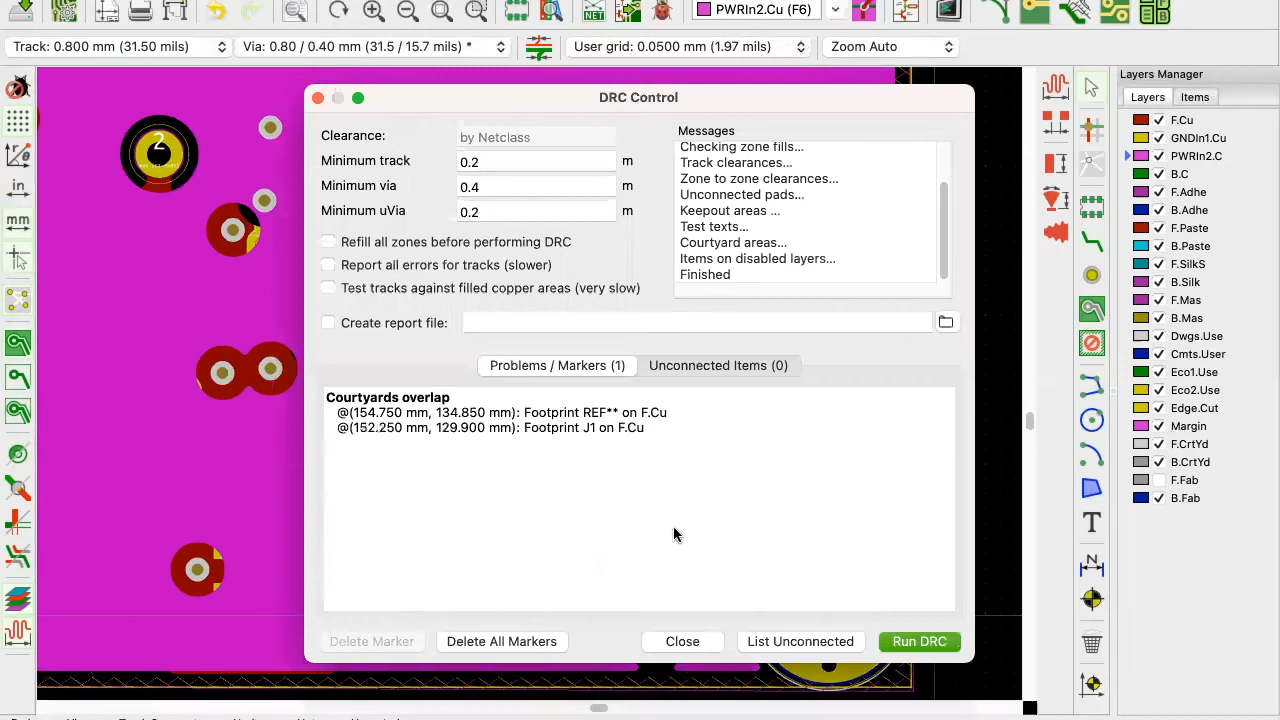 NET
PWRIn2.Cu (F6)
Track: 0.800 mm (31.50 mils)
Via: 0.80 / 0.40 mm (31.5 / 15.7 mils) *
User grid: 0.0500 mm (1.97 mils)
Zoom Auto
in
mm
2
DRC Control
Clearance:
by Netclass
Minimum track
0.2
m
Minimum via
0.4
m
Minimum uVia
0.2
m
Refill all zones before performing DRC
Report all errors for tracks (slower)
Test tracks against filled copper areas (very slow)
Create report file:
Messages
Checking zone fills...
Track clearances...
Zone to zone clearances...
Unconnected pads...
Keepout areas ...
Test texts...
Courtyard areas...
Items on disabled layers...
Finished
Problems / Markers (1)
Unconnected Items (0)
Courtyards overlap
@(154.750 mm, 134.850 mm): Footprint REF** on F.Cu
@(152.250 mm, 129.900 mm): Footprint J1 on F.Cu
Delete Marker
Delete All Markers
Close
List Unconnected
Run DRC
T
N
Layers Manager
Layers
Items
F.Cu
GNDIn1.Cu
PWRIn2.C
B.C
F.Adhe
B.Adhe
F.Paste
B.Paste
F.SilkS
B.Silk
F.Mas
B.Mas
Dwgs.Use
Cmts.User
Eco1.Use
Eco2.Use
Edge.Cut
Margin
F.CrtYd
B.CrtYd
F.Fab
B.Fab